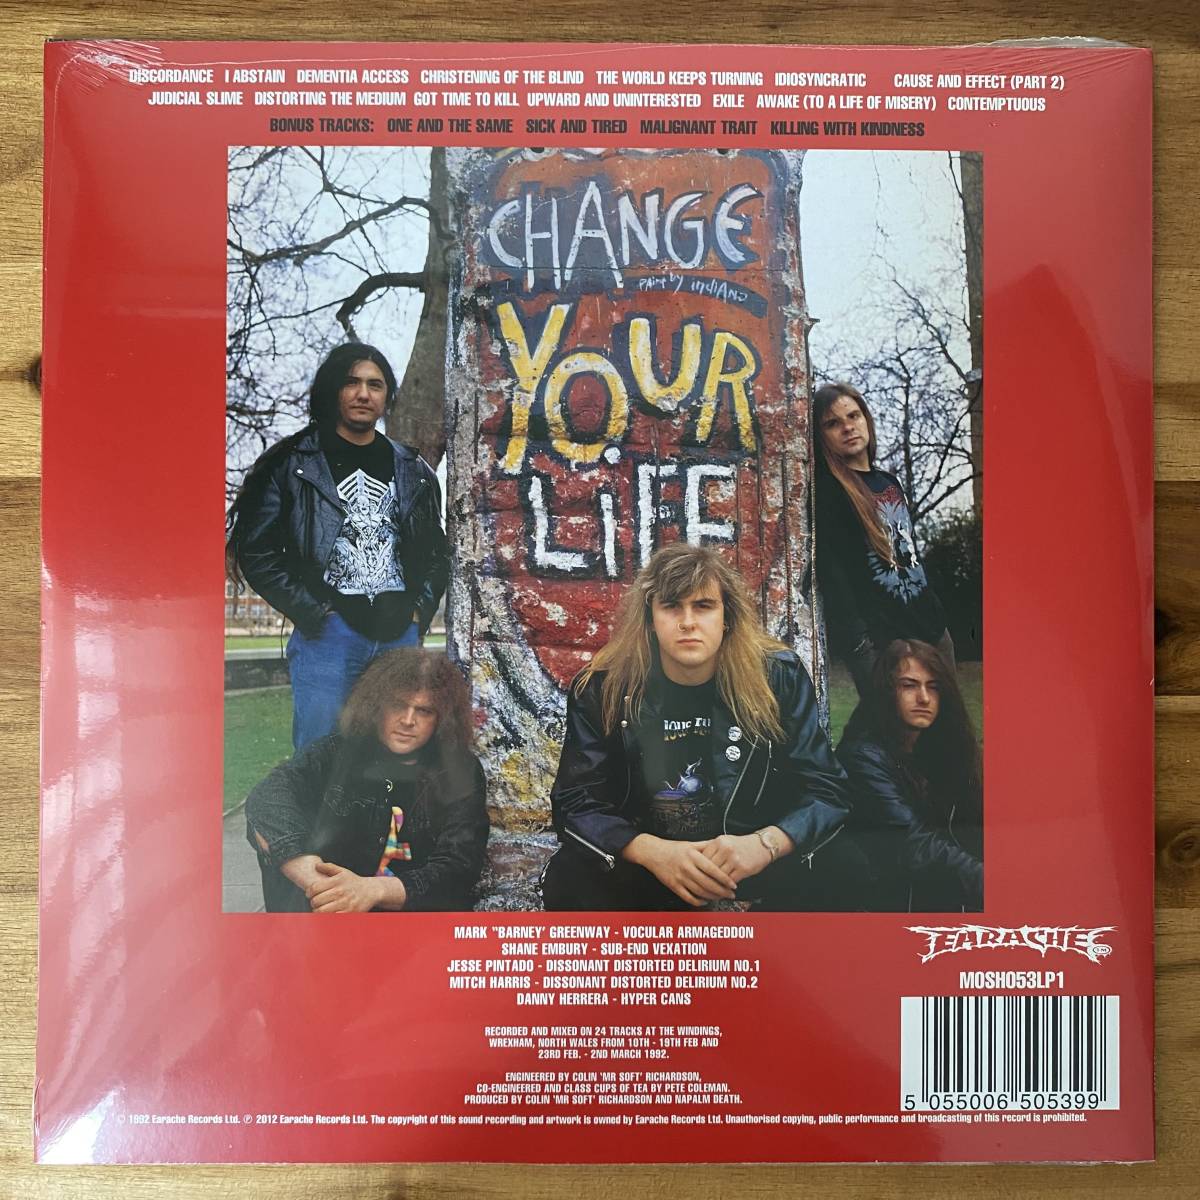 DISCORDANCE I ABSTAIN DEMENTIA ACCESS CHRISTENING OF THE BLIND THE WORLD KEEPS TURNING IDIOSYNCRATIC CAUSE AND EFFECT (PART 2)
JUDICIAL SLIME DISTORTING THE MEDIUM GOT TIME TO KILL UPWARD AND UNINTERESTED EXILE AWAKE (TO A LIFE OF MISERY) CONTEMPTUOUS
BONUS TRACKS: ONE AND THE SAME SICK AND TIRED MALIGNANT TRAIT KILLING WITH KINDNESS
CHANGE
PAINT BY INDIANO
YOUR
LiFE
MARK "BARNEY' GREENWAY - VOCULAR ARMAGEDDON
SHANE EMBURY - SUB-END VEXATION
JESSE PINTADO - DISSONANT DISTORTED DELIRIUM NO.1
MITCH HARRIS - DISSONANT DISTORTED DELIRIUM NO.2
DANNY HERRERA - HYPER CANS
RECORDED AND MIXED ON 24 TRACKS AT THE WINDINGS,
WREXHAM, NORTH WALES FROM 10TH - 19TH FEB AND
23RD FEB. - 2ND MARCH 1992.
ENGINEERED BY COLIN 'MR SOFT' RICHARDSON,
CO-ENGINEERED AND CLASS CUPS OF TEA BY PETE COLEMAN.
PRODUCED BY COLIN 'MR SOFT' RICHARDSON AND NAPALM DEATH.
EARACHE TM
MOSH053LP1
5 055006 505399
© 1992 Earache Records Ltd. ℗ 2012 Earache Records Ltd. The copyright of this sound recording and artwork is owned by Earache Records Ltd. Unauthorised copying, public performance and broadcasting of this record is prohibited.